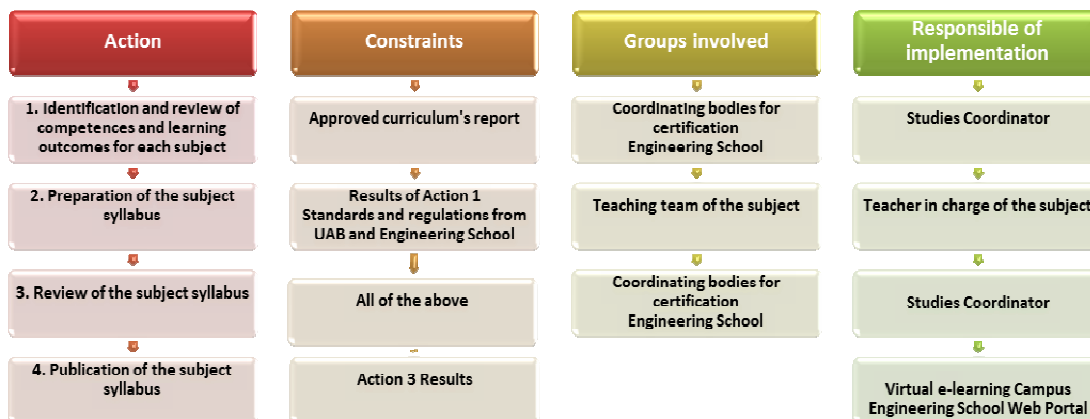 Action
1. Identification and review of
competences and learning
outcomes for each subject
2. Preparation of the subject
syllabus
3. Review of the subject syllabus
4. Publication of the subject
syllabus
Constraints
Approved curriculum's report
Results of Action 1
Standards and regulations from
UAB and Engineering School
All of the above
Action 3 Results
Groups involved
Coordinating bodies for
certification
Engineering School
Teaching team of the subject
Coordinating bodies for
certification
Engineering School
Responsible of
implementation
Studies Coordinator
Teacher in charge of the subject
Studies Coordinator
Virtual e-learning Campus
Engineering School Web Portal